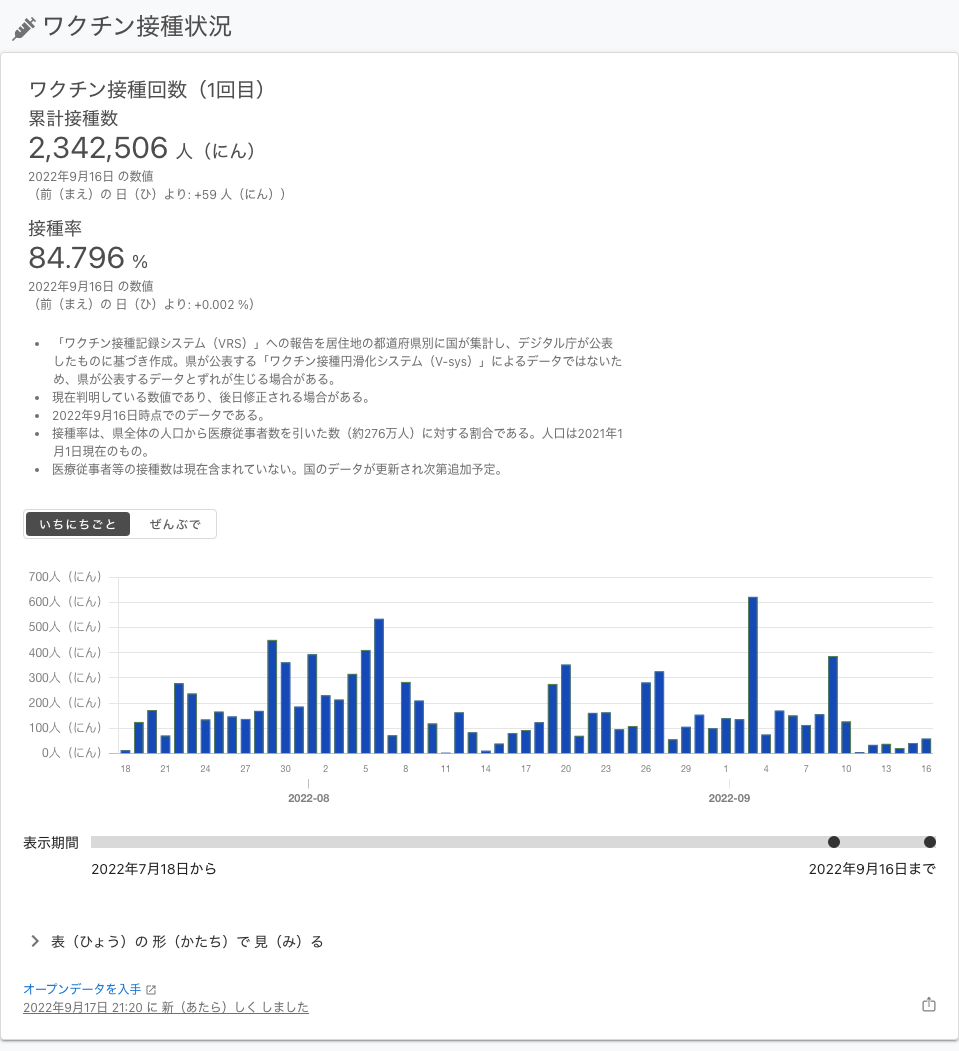 ワクチン接種状況
ワクチン接種回数（1回目）
累計接種数
2,342,506 人（にん）
2022年9月16日 の数値
（前（まえ）の 日（ひ）より: +59 人（にん））
接種率
84.796 %
2022年9月16日 の数値
（前（まえ）の 日（ひ）より: +0.002 %）
• 「ワクチン接種記録システム（VRS）」への報告を居住地の都道府県別に国が集計し、デジタル庁が公表
したものに基づき作成。県が公表する「ワクチン接種円滑化システム（V-sys）」によるデータではないた
め、県が公表するデータとずれが生じる場合がある。
• 現在判明している数値であり、後日修正される場合がある。
• 2022年9月16日時点でのデータである。
• 接種率は、県全体の人口から医療従事者数を引いた数（約276万人）に対する割合である。人口は2021年1
月1日現在のもの。
• 医療従事者等の接種数は現在含まれていない。国のデータが更新され次第追加予定。
いちにちごと ぜんぶで
700人（にん）
600人（にん）
500人（にん）
400人（にん）
300人（にん）
200人（にん）
100人（にん）
0人（にん）
18 21 24 27 30 2 5 8 11 14 17 20 23 26 29 1 4 7 10 13 16
2022-08 2022-09
表示期間
2022年7月18日から 2022年9月16日まで
表（ひょう）の 形（かたち）で 見（み）る
オープンデータを入手
2022年9月17日 21:20 に 新（あたら）しく しました